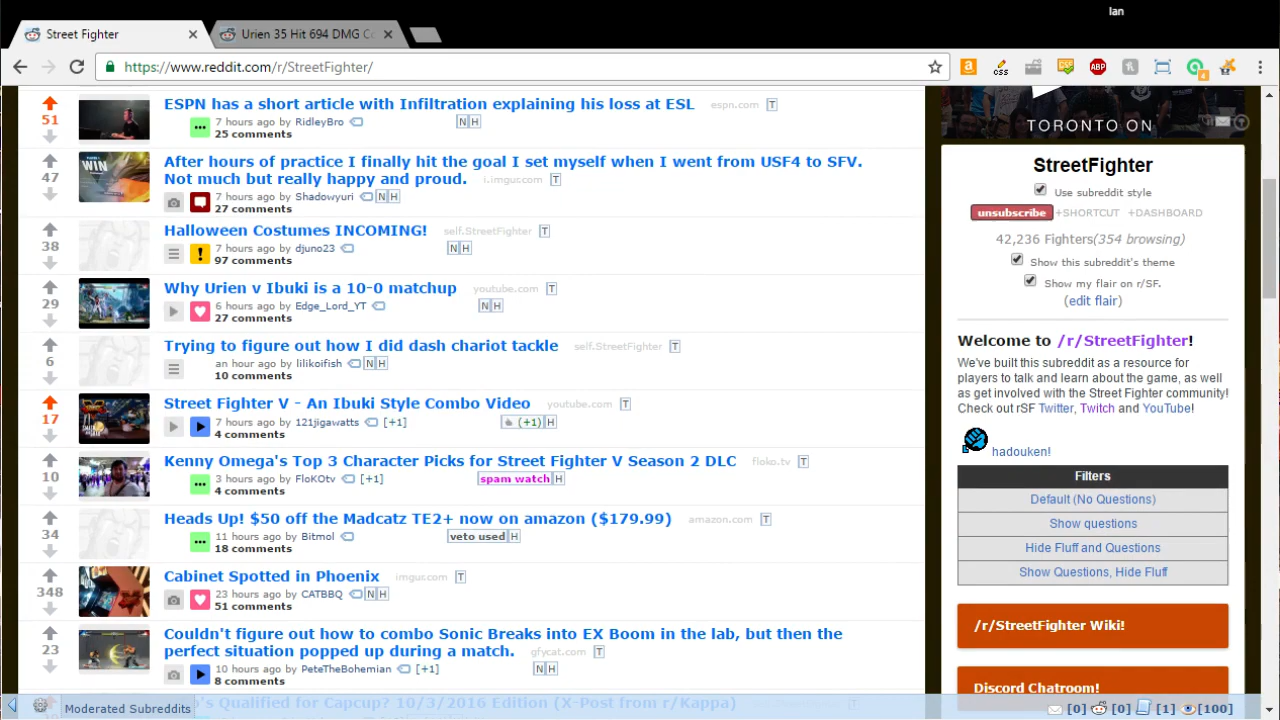 Ian
Street Fighter
Urien 35 Hit 694 DMG C
https://www.reddit.com/r/StreetFighter/
css
ABP
4
51
ESPN has a short article with Infiltration explaining his loss at ESL espn.com T
7 hours ago by RidleyBro N H
25 comments
47
WIN
After hours of practice I finally hit the goal I set myself when I went from USF4 to SFV.
Not much but really happy and proud. i.imgur.com T
7 hours ago by Shadowyuri N H
27 comments
38
Halloween Costumes INCOMING! self.StreetFighter T
7 hours ago by djuno23 N H
97 comments
29
Why Urien v Ibuki is a 10-0 matchup youtube.com T
6 hours ago by Edge_Lord_YT N H
27 comments
6
Trying to figure out how I did dash chariot tackle self.StreetFighter T
an hour ago by lilikoifish N H
10 comments
17
Street Fighter V - An Ibuki Style Combo Video youtube.com T
7 hours ago by 121jigawatts [+1] (+1) H
4 comments
10
Kenny Omega's Top 3 Character Picks for Street Fighter V Season 2 DLC floko.tv T
3 hours ago by FloKOtv [+1] spam watch H
4 comments
34
Heads Up! $50 off the Madcatz TE2+ now on amazon ($179.99) amazon.com T
11 hours ago by Bitmol veto used H
18 comments
348
Cabinet Spotted in Phoenix imgur.com T
23 hours ago by CATBBQ N H
51 comments
23
Couldn't figure out how to combo Sonic Breaks into EX Boom in the lab, but then the
perfect situation popped up during a match. gfycat.com T
10 hours ago by PeteTheBohemian [+1] N H
8 comments
Qualified for Capcup? 10/3/2016 Edition (X-Post from r/Kappa) T
TORONTO ON
StreetFighter
Use subreddit style
unsubscribe +SHORTCUT +DASHBOARD
42,236 Fighters(354 browsing)
Show this subreddit's theme
Show my flair on r/SF.
(edit flair)
Welcome to /r/StreetFighter!
We've built this subreddit as a resource for
players to talk and learn about the game, as well
as get involved with the Street Fighter community!
Check out rSF Twitter, Twitch and YouTube!
hadouken!
Filters
Default (No Questions)
Show questions
Hide Fluff and Questions
Show Questions, Hide Fluff
/r/StreetFighter Wiki!
Discord Chatroom!
Moderated Subreddits
[0] [0] [1] [100]